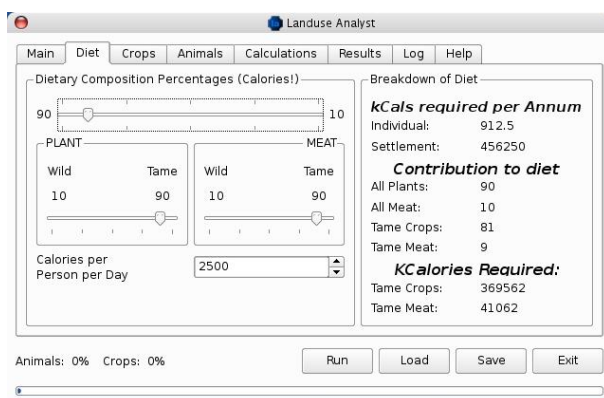 Landuse Analyst
Main Diet Crops Animals Calculations Results Log Help
Dietary Composition Percentages (Calories!)
90 10
PLANT MEAT
Wild Tame Wild Tame
10 90 10 90
Calories per
Person per Day
2500
Breakdown of Diet
kCals required per Annum
Individual: 912.5
Settlement: 456250
Contribution to diet
All Plants: 90
All Meat: 10
Tame Crops: 81
Tame Meat: 9
KCalories Required:
Tame Crops: 369562
Tame Meat: 41062
Animals: 0% Crops: 0%
Run Load Save Exit